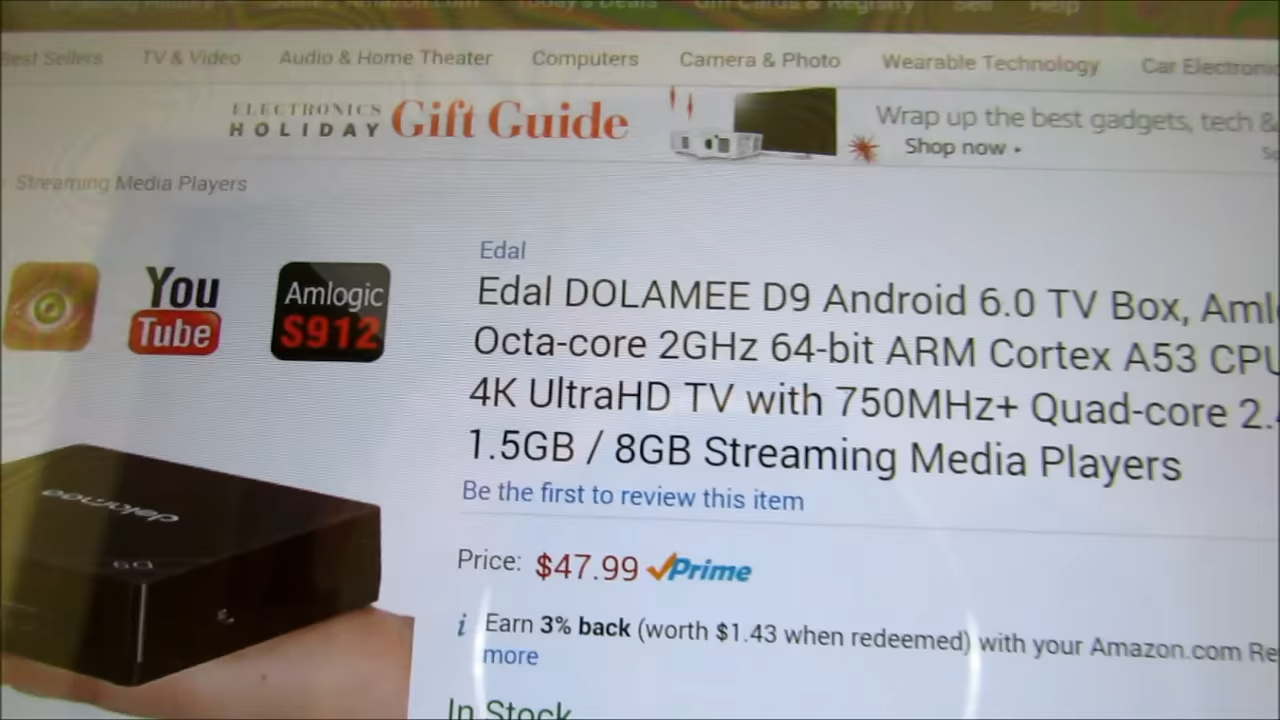 Best Sellers TV & Video Audio & Home Theater Computers Camera & Photo Wearable Technology Car Electronic
ELECTRONICS
HOLIDAY Gift Guide
Wrap up the best gadgets, tech &
Shop now
Streaming Media Players
You
Tube
Amlogic
S912
Edal
Edal DOLAMEE D9 Android 6.0 TV Box, Aml
Octa-core 2GHz 64-bit ARM Cortex A53 CPU
4K UltraHD TV with 750MHz+ Quad-core 2.
1.5GB / 8GB Streaming Media Players
Be the first to review this item
dolamee
D9
Price: $47.99 Prime
i Earn 3% back (worth $1.43 when redeemed) with your Amazon.com Re
more
In Stock